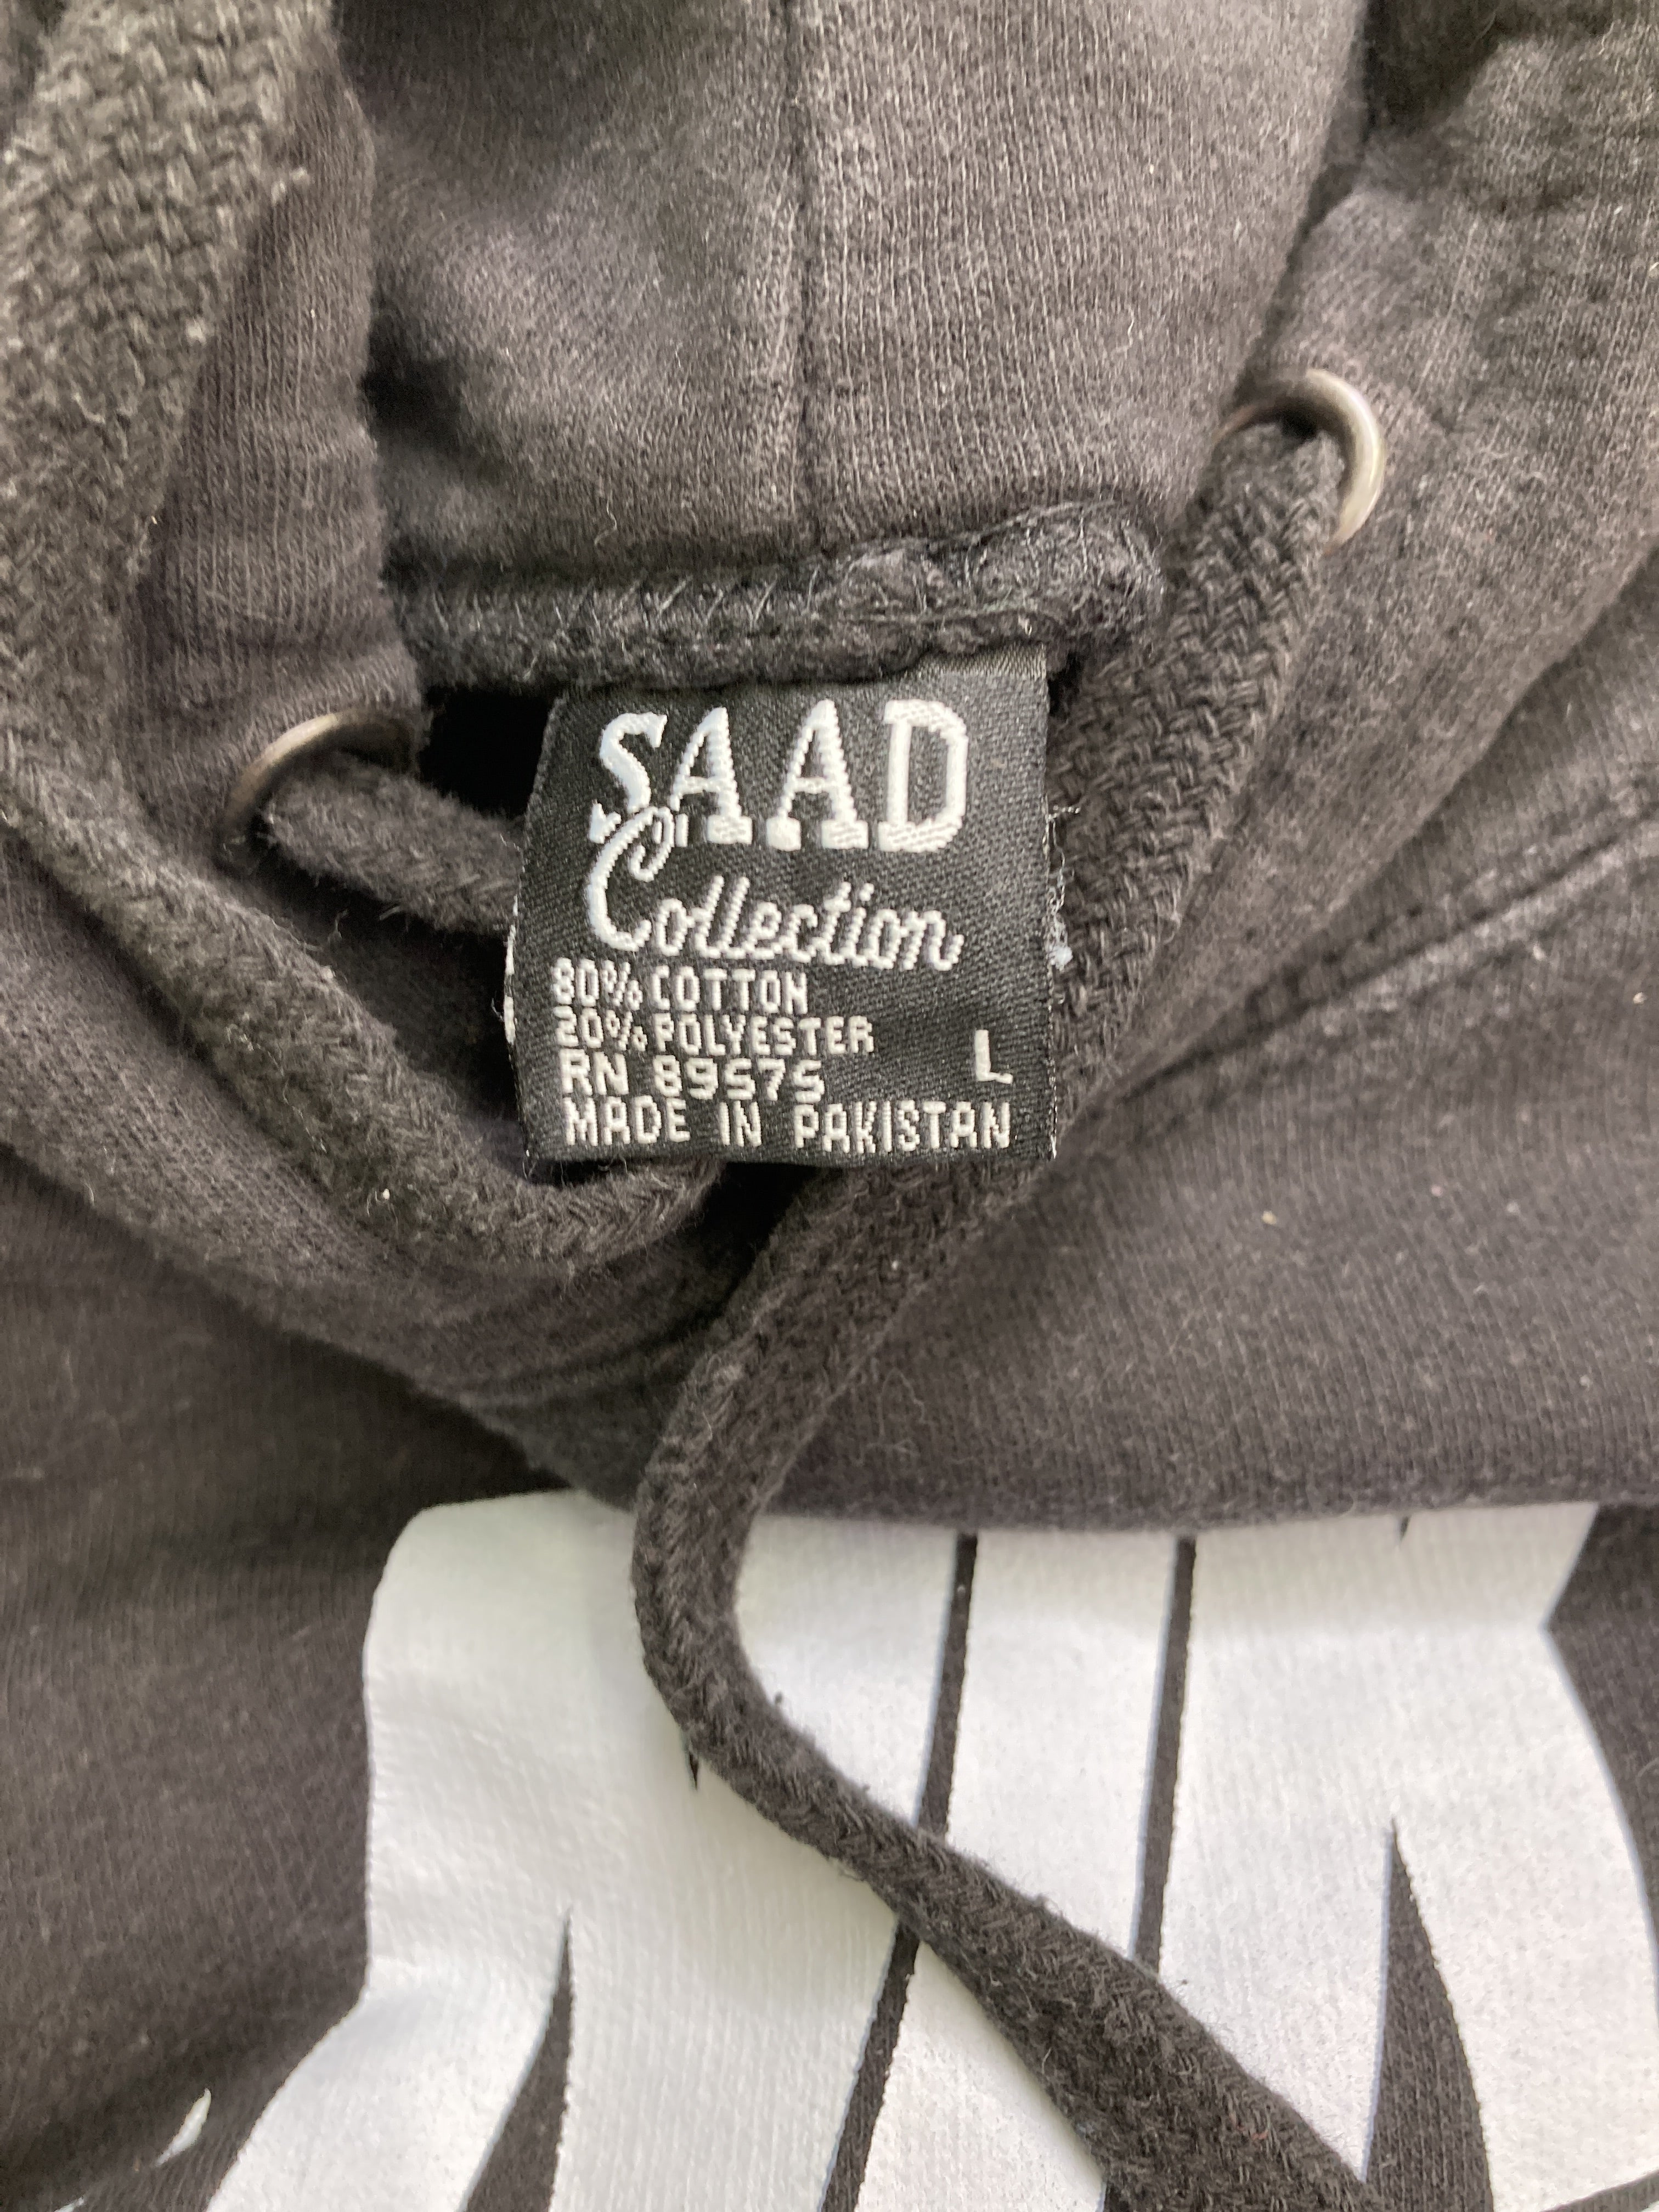 SAAD
Collection
80% COTTON
20% POLYESTER
RN 89575 L
MADE IN PAKISTAN